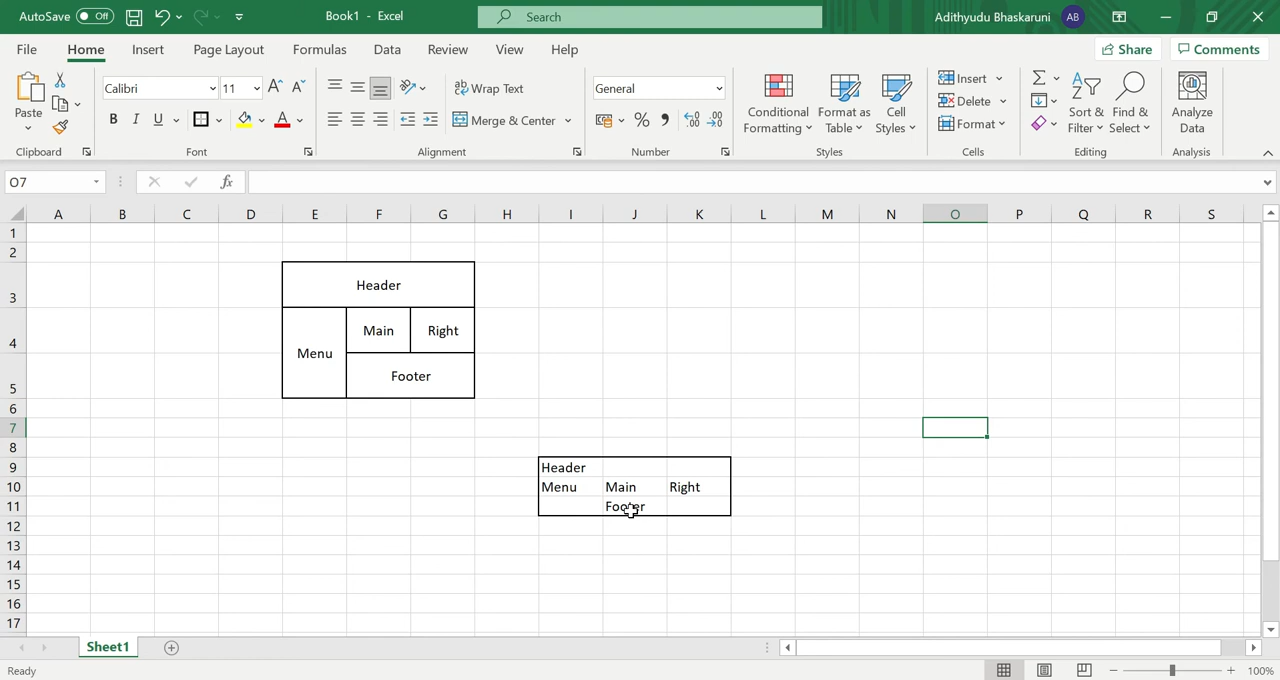 AutoSave Off Book1 - Excel Search Adithyudu Bhaskaruni AB
File Home Insert Page Layout Formulas Data Review View Help Share Comments
Paste
Clipboard
Calibri 11
B I U A
Font
Wrap Text
Merge & Center
Alignment
General
% 
Number
Conditional Formatting
Format as Table
Cell Styles
Styles
Insert
Delete
Format
Cells
Sort & Filter
Find & Select
Editing
Analyze Data
Analysis
O7 fx
A B C D E F G H I J K L M N O P Q R S
1
2
3 Header
4 Main Right
Menu
5 Footer
6
7
8
9 Header
10 Menu Main Right
11 Footer
12
13
14
15
16
17
Sheet1
Ready 100%